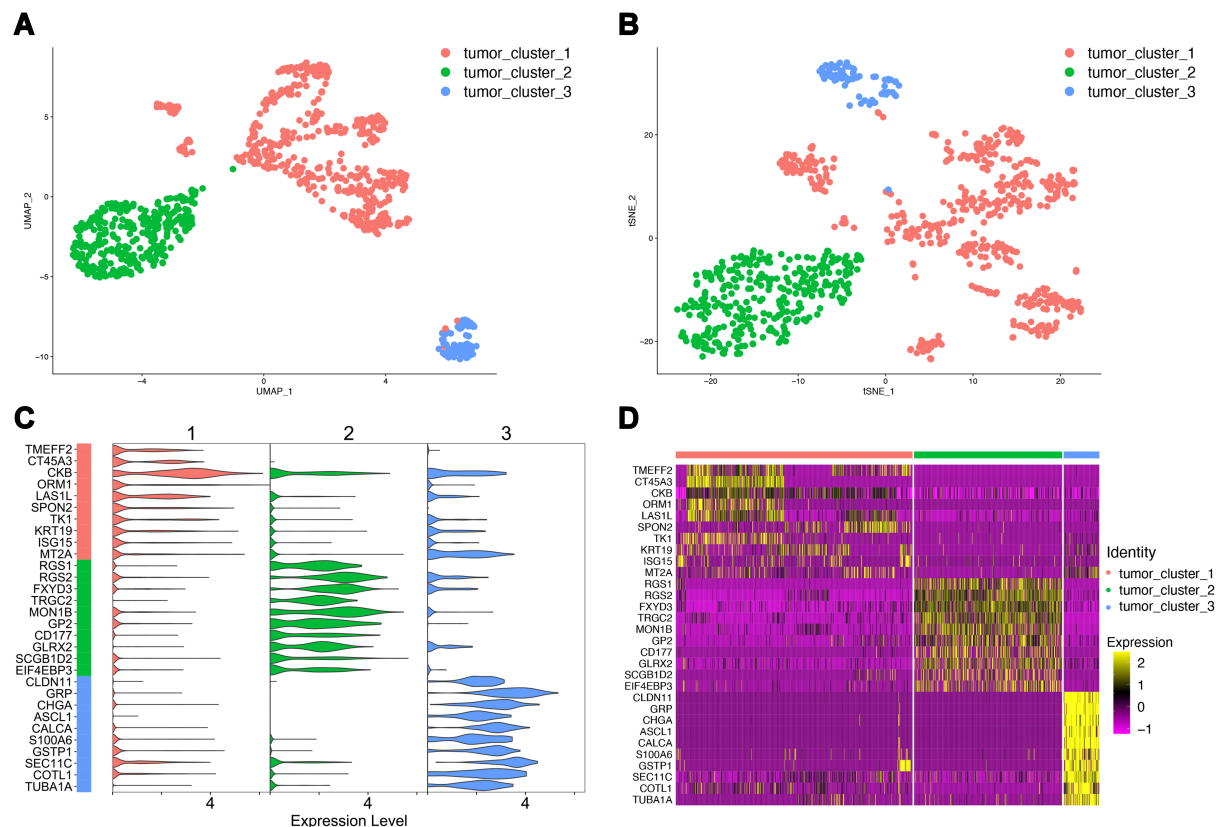 A
tumor_cluster_1
tumor_cluster_2
tumor_cluster_3
5
0
−5
−10
UMAP_2
−4
0
4
UMAP_1
B
tumor_cluster_1
tumor_cluster_2
tumor_cluster_3
20
0
−20
tSNE_2
−20
−10
0
10
20
tSNE_1
C
1
2
3
TMEFF2
CT45A3
CKB
ORM1
LAS1L
SPON2
TK1
KRT19
ISG15
MT2A
RGS1
RGS2
FXYD3
TRGC2
MON1B
GP2
CD177
GLRX2
SCGB1D2
EIF4EBP3
CLDN11
GRP
CHGA
ASCL1
CALCA
S100A6
GSTP1
SEC11C
COTL1
TUBA1A
4
4
4
Expression Level
D
TMEFF2
CT45A3
CKB
ORM1
LAS1L
SPON2
TK1
KRT19
ISG15
MT2A
RGS1
RGS2
FXYD3
TRGC2
MON1B
GP2
CD177
GLRX2
SCGB1D2
EIF4EBP3
CLDN11
GRP
CHGA
ASCL1
CALCA
S100A6
GSTP1
SEC11C
COTL1
TUBA1A
Identity
tumor_cluster_1
tumor_cluster_2
tumor_cluster_3
Expression
2
1
0
−1